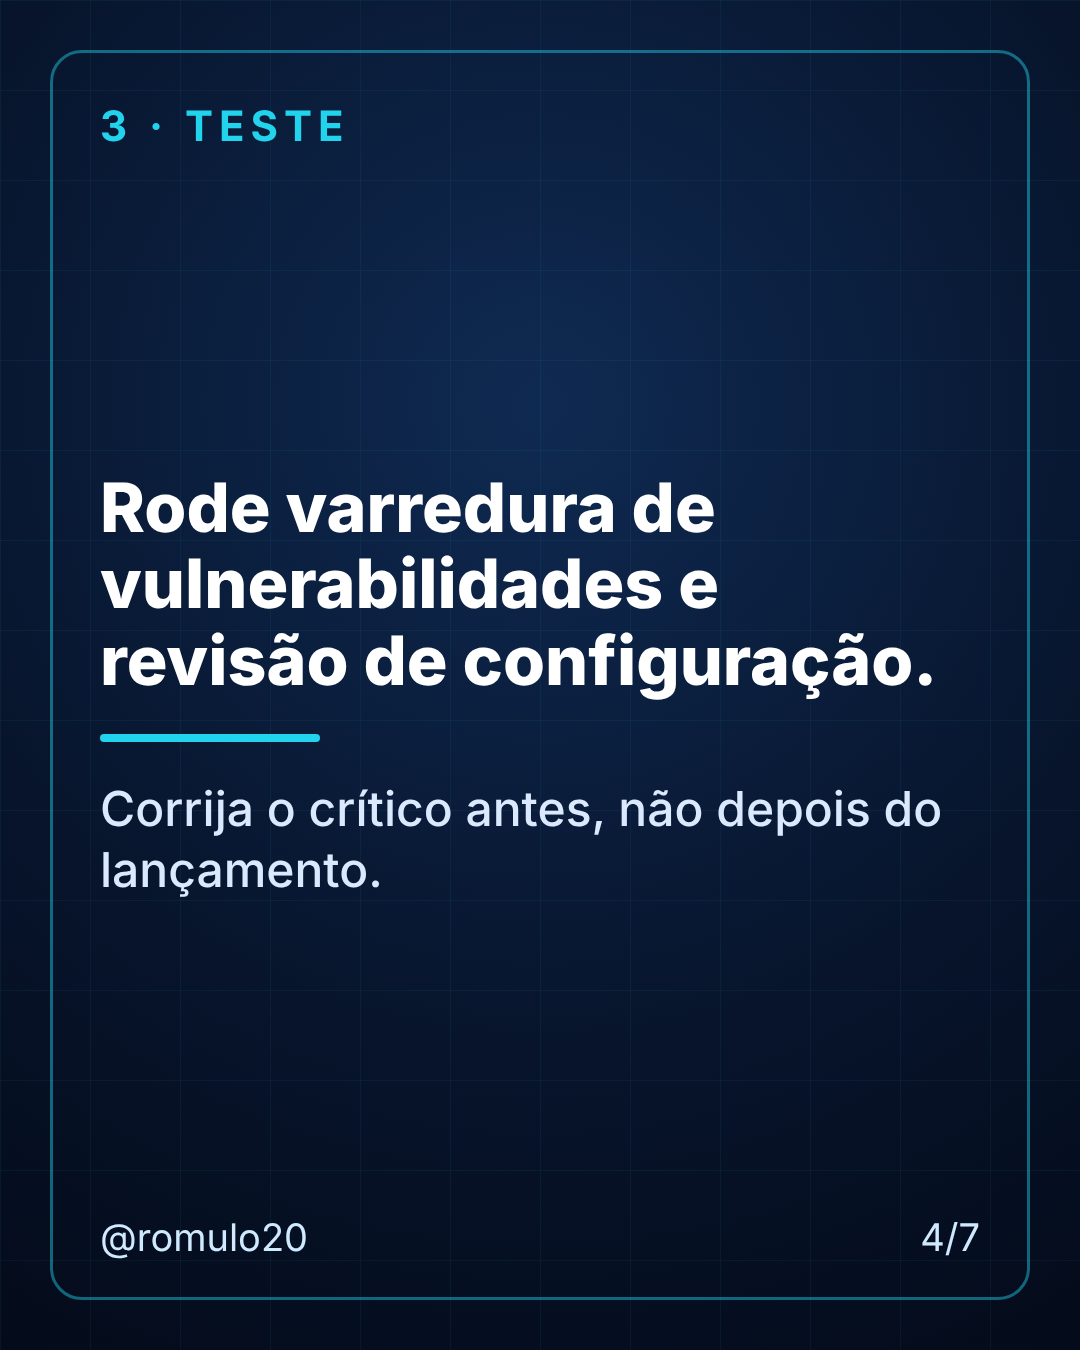 3 · TESTE
Rode varredura de
vulnerabilidades e
revisão de configuração.
Corrija o crítico antes, não depois do
lançamento.
@romulo20
4/7